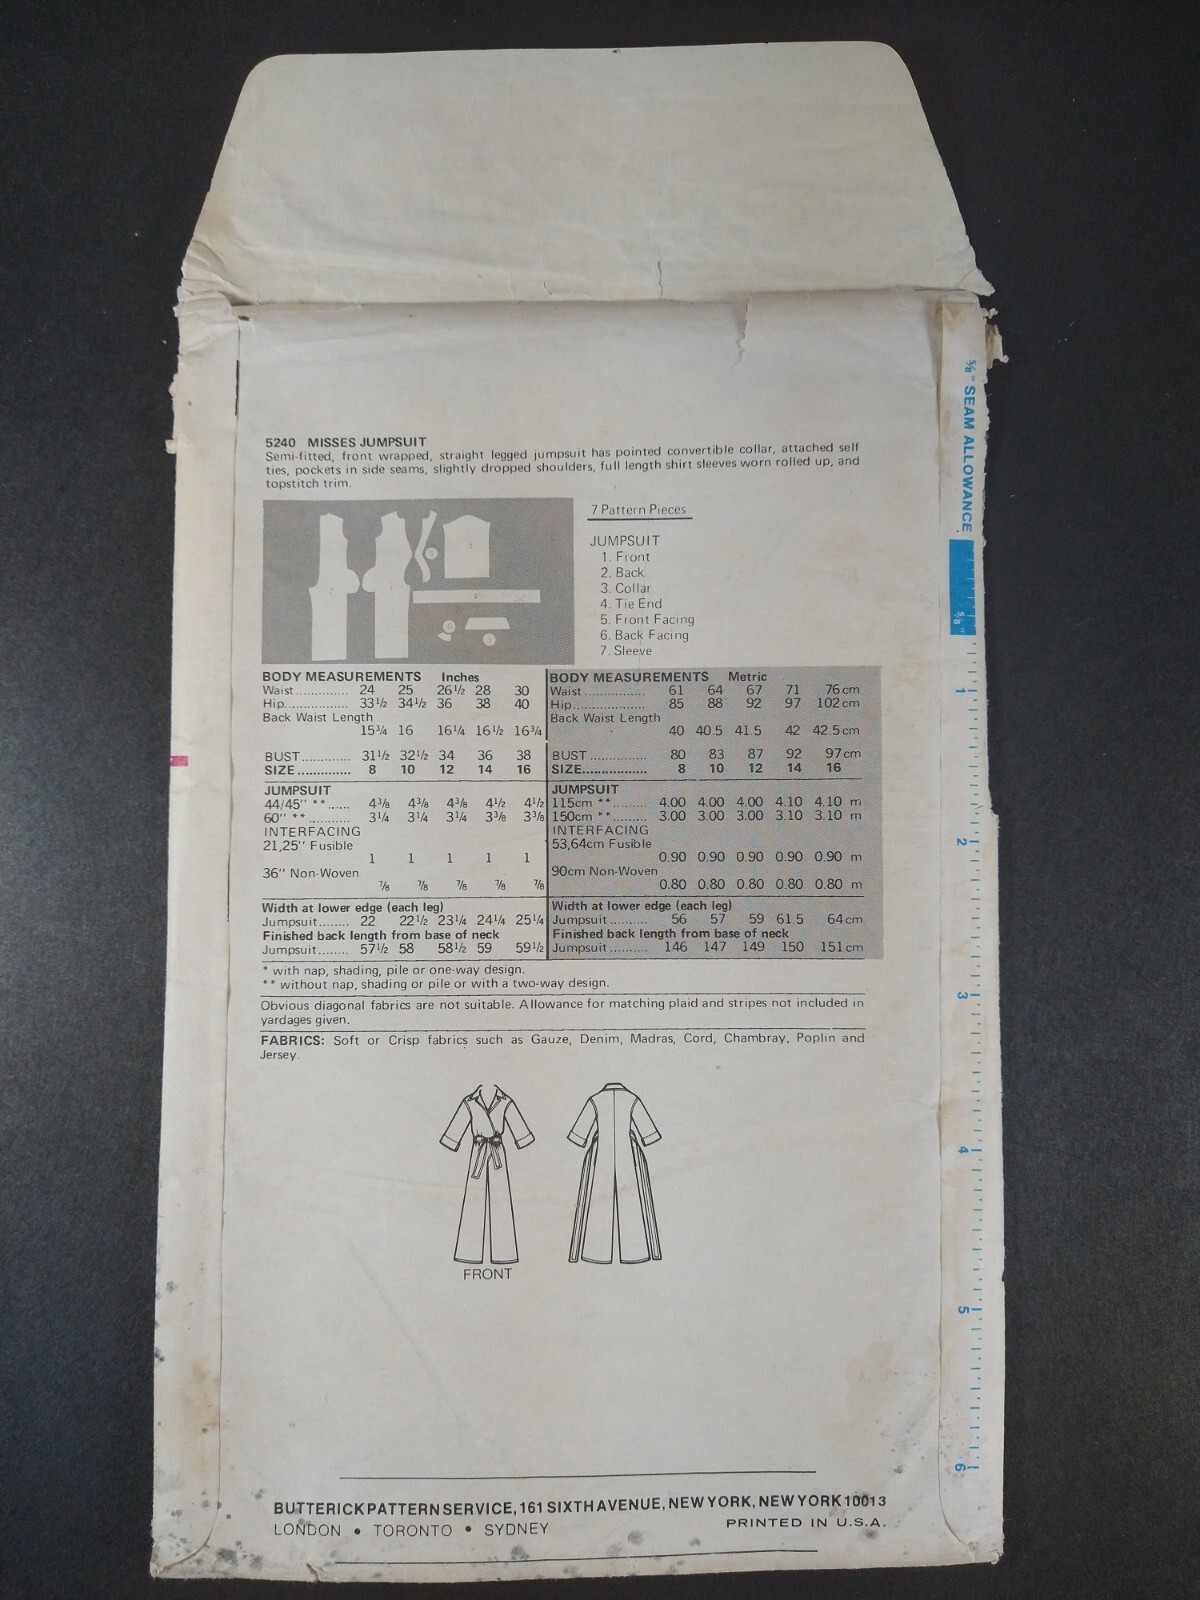 5240 MISSES JUMPSUIT
Semi-fitted, front wrapped, straight legged jumpsuit has pointed convertible collar, attached self
ties, pockets in side seams, slightly dropped shoulders, full length shirt sleeves worn rolled up, and
topstitch trim.
7 Pattern Pieces
JUMPSUIT
1. Front
2. Back
3. Collar
4. Tie End
5. Front Facing
6. Back Facing
7. Sleeve
BODY MEASUREMENTS Inches
Waist.............. 24 25 26½ 28 30
Hip................... 33½ 34½ 36 38 40
Back Waist Length
15¾ 16 16¼ 16½ 16¾
BUST............. 31½ 32½ 34 36 38
SIZE.............. 8 10 12 14 16
JUMPSUIT
44/45" **...... 4⅜ 4⅜ 4⅜ 4½ 4½
60" **........... 3¼ 3¼ 3¼ 3⅜ 3⅜
INTERFACING
21,25" Fusible
1 1 1 1 1
36" Non-Woven
⅞ ⅞ ⅞ ⅞ ⅞
Width at lower edge (each leg)
Jumpsuit........ 22 22½ 23¼ 24¼ 25¼
Finished back length from base of neck
Jumpsuit........ 57½ 58 58½ 59 59½
BODY MEASUREMENTS Metric
Waist................ 61 64 67 71 76cm
Hip................... 85 88 92 97 102cm
Back Waist Length
40 40.5 41.5 42 42.5cm
BUST............... 80 83 87 92 97cm
SIZE................. 8 10 12 14 16
JUMPSUIT
115cm **......... 4.00 4.00 4.00 4.10 4.10 m
150cm **......... 3.00 3.00 3.00 3.10 3.10 m
INTERFACING
53,64cm Fusible
0.90 0.90 0.90 0.90 0.90 m
90cm Non-Woven
0.80 0.80 0.80 0.80 0.80 m
Width at lower edge (each leg)
Jumpsuit.......... 56 57 59 61.5 64cm
Finished back length from base of neck
Jumpsuit.......... 146 147 149 150 151cm
* with nap, shading, pile or one-way design.
** without nap, shading or pile or with a two-way design.
Obvious diagonal fabrics are not suitable. Allowance for matching plaid and stripes not included in
yardages given.
FABRICS: Soft or Crisp fabrics such as Gauze, Denim, Madras, Cord, Chambray, Poplin and
Jersey.
FRONT
BUTTERICK PATTERN SERVICE, 161 SIXTH AVENUE, NEW YORK, NEW YORK 10013
LONDON • TORONTO • SYDNEY
PRINTED IN U.S.A.
⅝" SEAM ALLOWANCE
⅝"
1
2
3
4
5
6